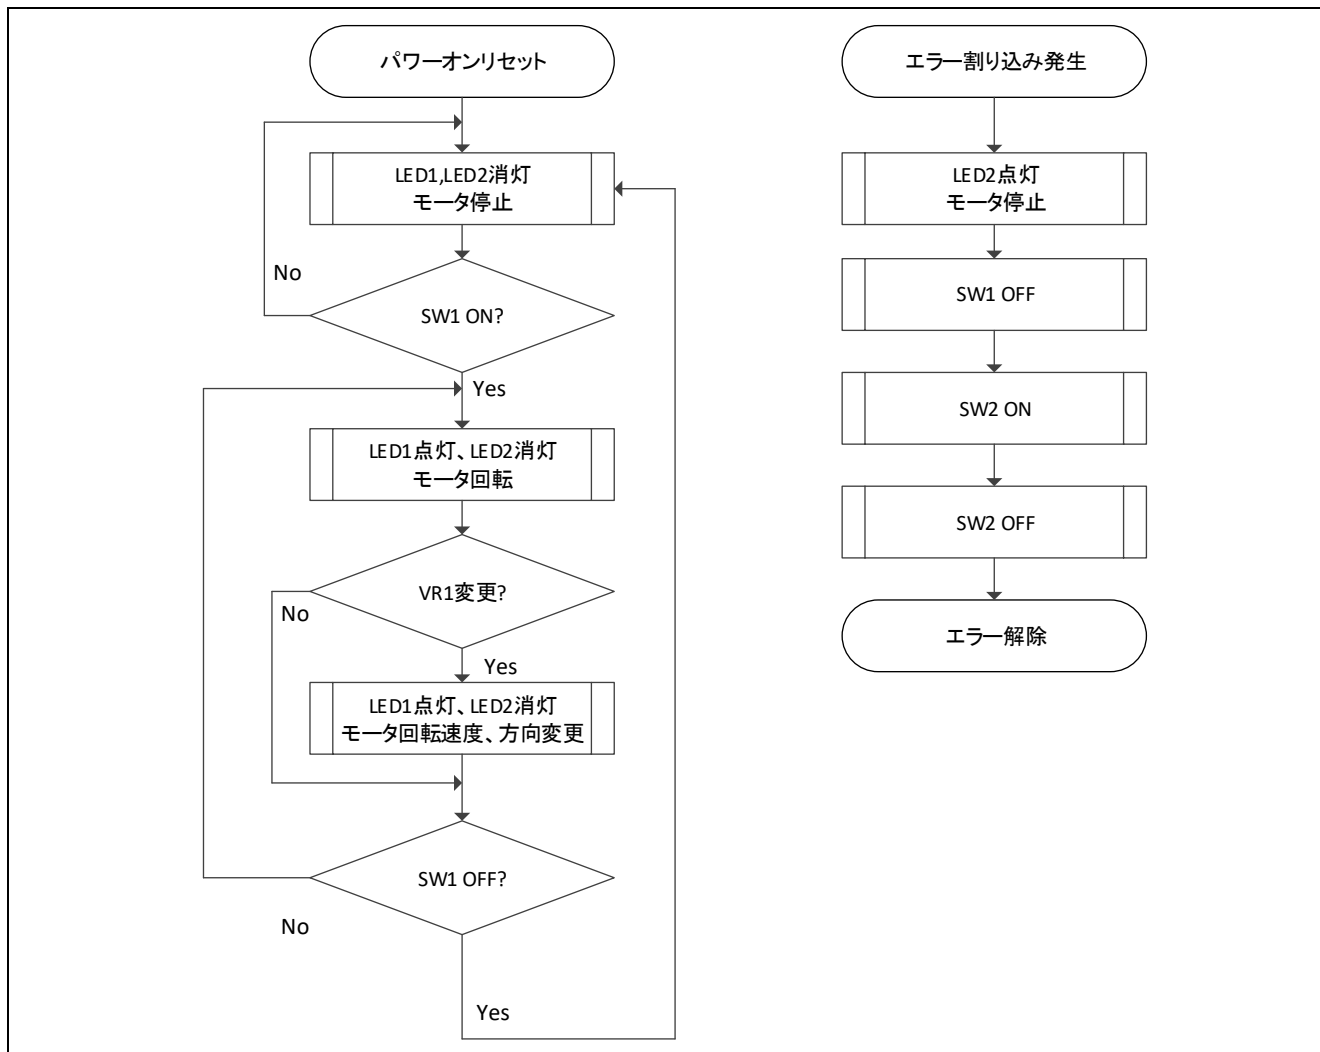 パワーオンリセット
LED1,LED2消灯
モータ停止
No
SW1 ON?
Yes
LED1点灯、LED2消灯
モータ回転
VR1変更?
No
Yes
LED1点灯、LED2消灯
モータ回転速度、方向変更
SW1 OFF?
No
Yes
エラー割り込み発生
LED2点灯
モータ停止
SW1 OFF
SW2 ON
SW2 OFF
エラー解除